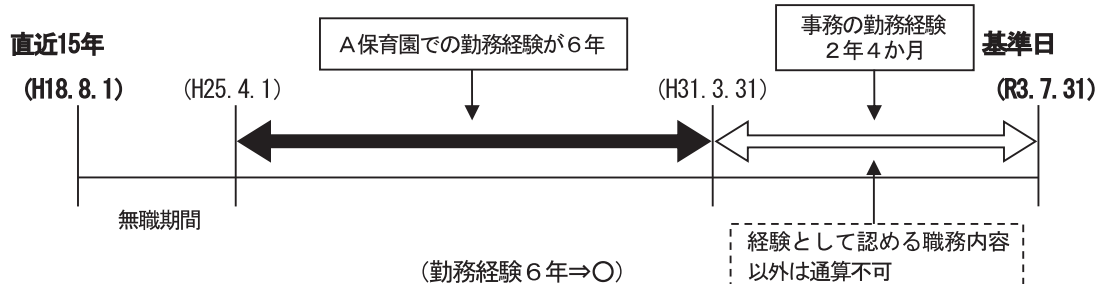 直近15年
(H18. 8. 1)
(H25. 4. 1)
A保育園での勤務経験が6年
(H31. 3. 31)
事務の勤務経験
2年4か月
基準日
(R3. 7. 31)
無職期間
(勤務経験6年⇒〇)
経験として認める職務内容
以外は通算不可